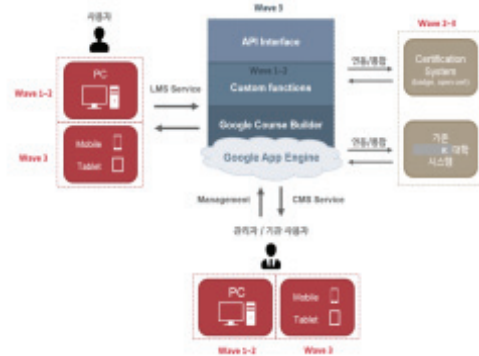 사용자
Wave 3
Wave 2~3
API Interface
PC
Wave 1~2
Wave 1~2
Custom functions
LMS Service
연동/통합
Certification
System
Mobile
Tablet
Wave 3
Google Course Builder
Google App Engine
연동/통합
기존
대학
시스템
Management
CMS Service
관리자 / 기관 사용자
PC
Mobile
Tablet
Wave 1~2
Wave 3